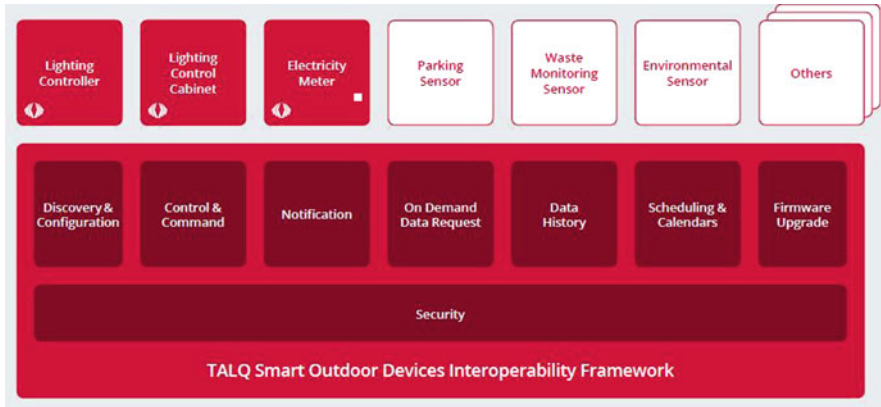 Lighting
Controller
Lighting
Control
Cabinet
Electricity
Meter
Parking
Sensor
Waste
Monitoring
Sensor
Environmental
Sensor
Others
Discovery &
Configuration
Control &
Command
Notification
On Demand
Data Request
Data
History
Scheduling &
Calendars
Firmware
Upgrade
Security
TALQ Smart Outdoor Devices Interoperability Framework